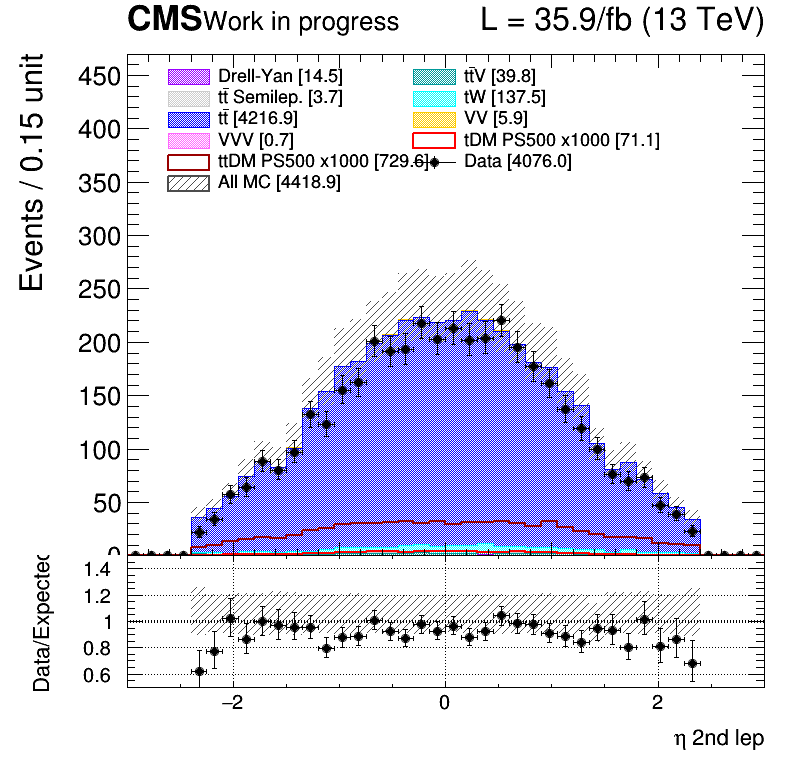 CMS Work in progress L = 35.9/fb (13 TeV)
Drell-Yan [14.5] tt̄V [39.8]
tt̄ Semilep. [3.7] tW [137.5]
tt̄ [4216.9] VV [5.9]
VVV [0.7] tDM PS500 x1000 [71.1]
ttDM PS500 x1000 [729.6] Data [4076.0]
All MC [4418.9]
Events / 0.15 unit
450
400
350
300
250
200
150
100
50
0
Data/Expected
1.4
1.2
1
0.8
0.6
−2 0 2
η 2nd lep